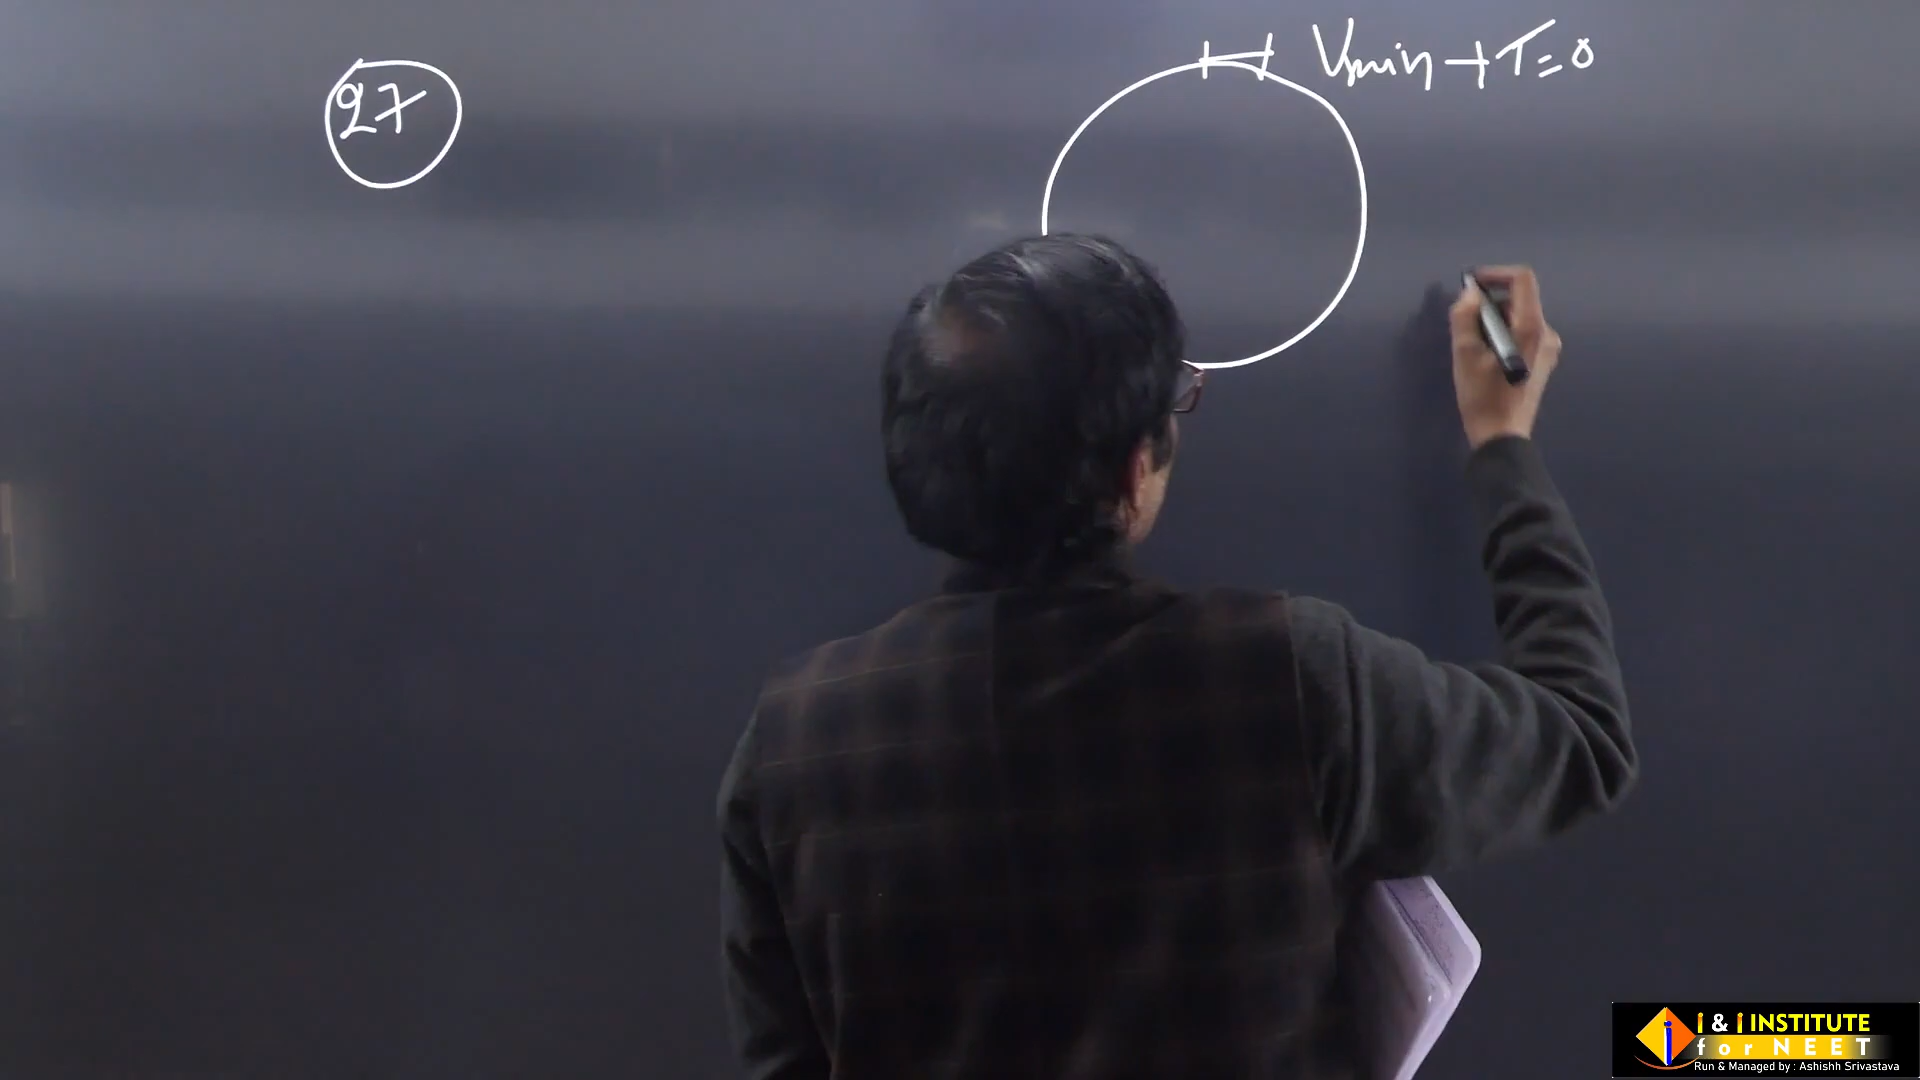 27
Vmin → T=0
i & i INSTITUTE
for NEET
Run & Managed by : Ashishh Srivastava